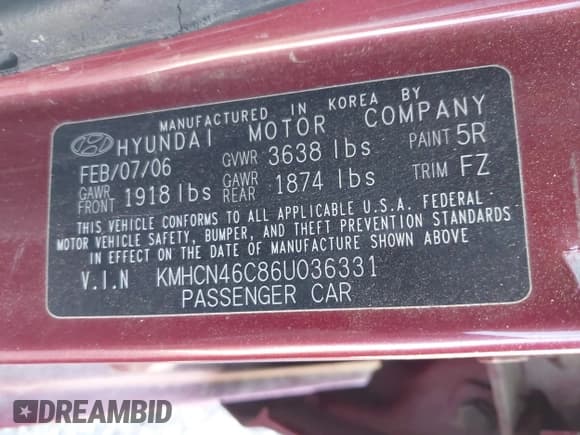 MANUFACTURED IN KOREA BY
HYUNDAI MOTOR COMPANY
FEB/07/06 GVWR 3638 lbs PAINT 5R
GAWR FRONT 1918 lbs GAWR REAR 1874 lbs TRIM FZ
THIS VEHICLE CONFORMS TO ALL APPLICABLE U.S.A. FEDERAL
MOTOR VEHICLE SAFETY, BUMPER, AND THEFT PREVENTION STANDARDS
IN EFFECT ON THE DATE OF MANUFACTURE SHOWN ABOVE
V.I.N KMHCN46C86U036331
PASSENGER CAR
DREAMBID